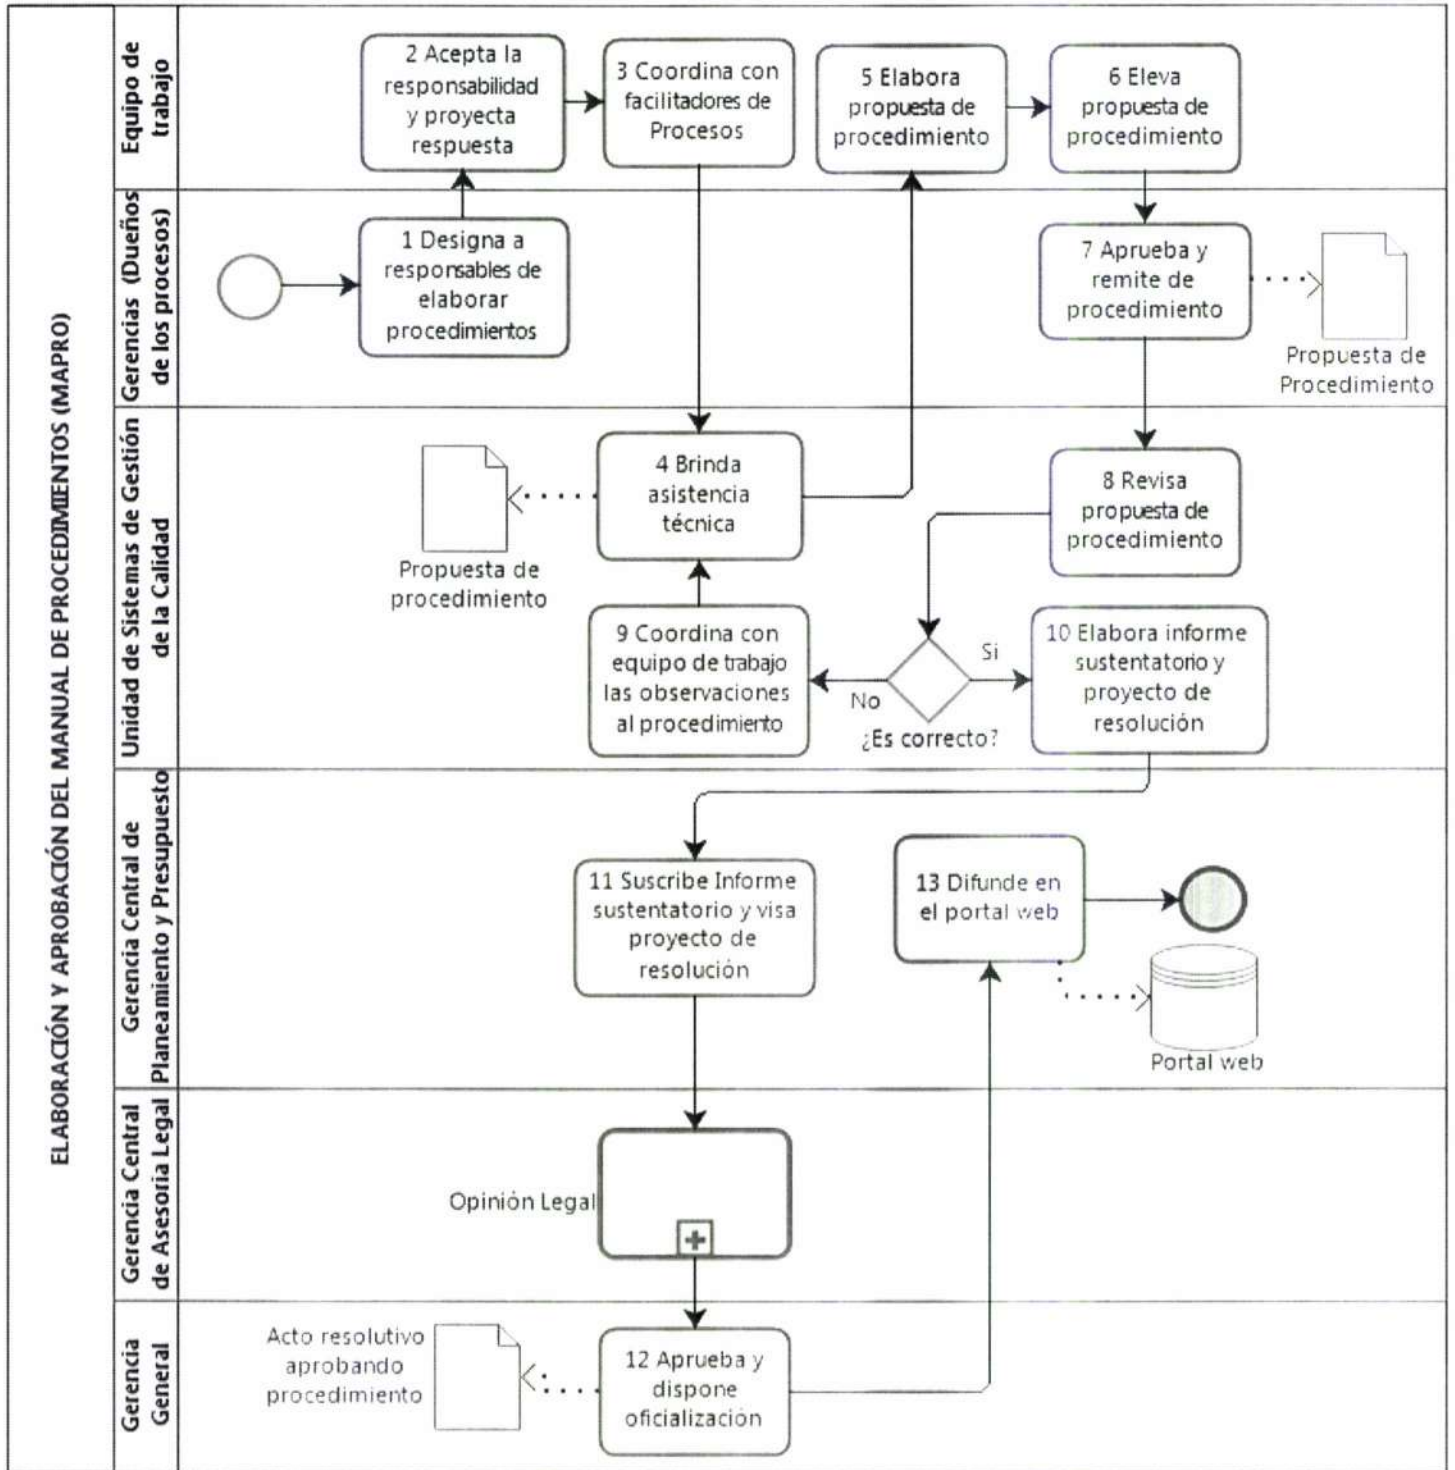 ELABORACIÓN Y APROBACIÓN DEL MANUAL DE PROCEDIMIENTOS (MAPRO)
Equipo de
trabajo
2 Acepta la
responsabilidad
y proyecta
respuesta
3 Coordina con
facilitadores de
Procesos
5 Elabora
propuesta de
procedimiento
6 Eleva
propuesta de
procedimiento
Gerencias (Dueños
de los procesos)
1 Designa a
responsables de
elaborar
procedimientos
7 Aprueba y
remite de
procedimiento
Propuesta de
Procedimiento
Unidad de Sistemas de Gestión
de la Calidad
Propuesta de
procedimiento
4 Brinda
asistencia
técnica
8 Revisa
propuesta de
procedimiento
9 Coordina con
equipo de trabajo
las observaciones
al procedimiento
No
¿Es correcto?
Si
10 Elabora informe
sustentatorio y
proyecto de
resolución
Gerencia Central de
Planeamiento y Presupuesto
11 Suscribe Informe
sustentatorio y visa
proyecto de
resolución
13 Difunde en
el portal web
Portal web
Gerencia Central
de Asesoria Legal
Opinión Legal
Gerencia
General
Acto resolutivo
aprobando
procedimiento
12 Aprueba y
dispone
oficialización